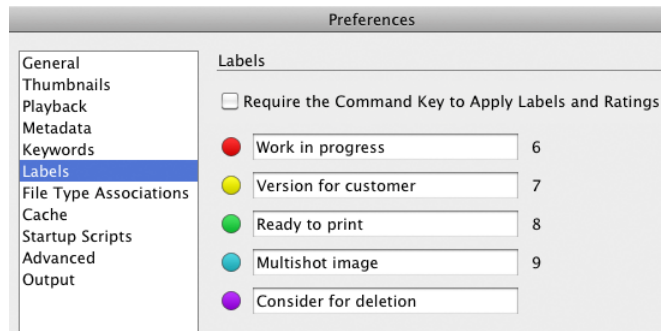 Preferences
General
Thumbnails
Playback
Metadata
Keywords
Labels
File Type Associations
Cache
Startup Scripts
Advanced
Output
Labels
Require the Command Key to Apply Labels and Ratings
Work in progress 6
Version for customer 7
Ready to print 8
Multishot image 9
Consider for deletion